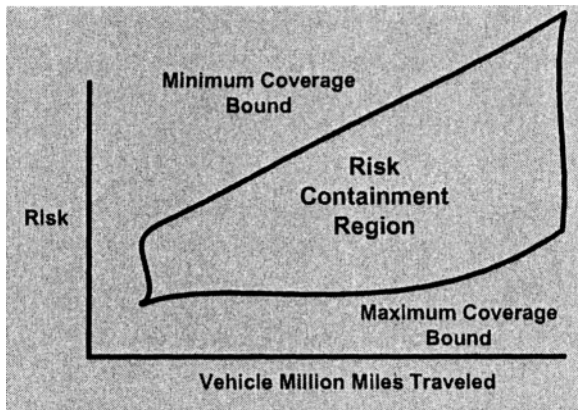 Minimum Coverage
Bound
Risk
Containment
Region
Risk
Maximum Coverage
Bound
Vehicle Million Miles Traveled